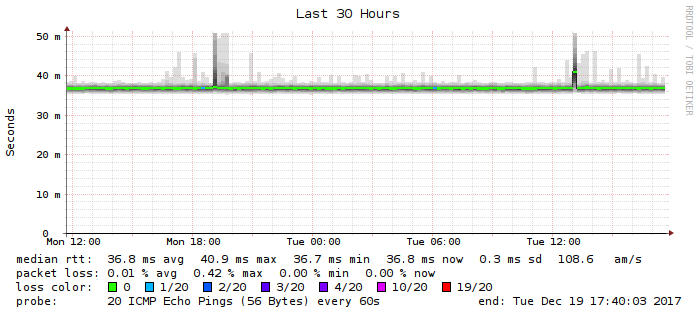 Last 30 Hours
RRDTOOL / TOBI OETIKER
Seconds
50 m
40 m
30 m
20 m
10 m
0
Mon 12:00 Mon 18:00 Tue 00:00 Tue 06:00 Tue 12:00
median rtt: 36.8 ms avg 40.9 ms max 36.7 ms min 36.8 ms now 0.3 ms sd 108.6 am/s
packet loss: 0.01 % avg 0.42 % max 0.00 % min 0.00 % now
loss color: 0 1/20 2/20 3/20 4/20 10/20 19/20
probe: 20 ICMP Echo Pings (56 Bytes) every 60s end: Tue Dec 19 17:40:03 2017